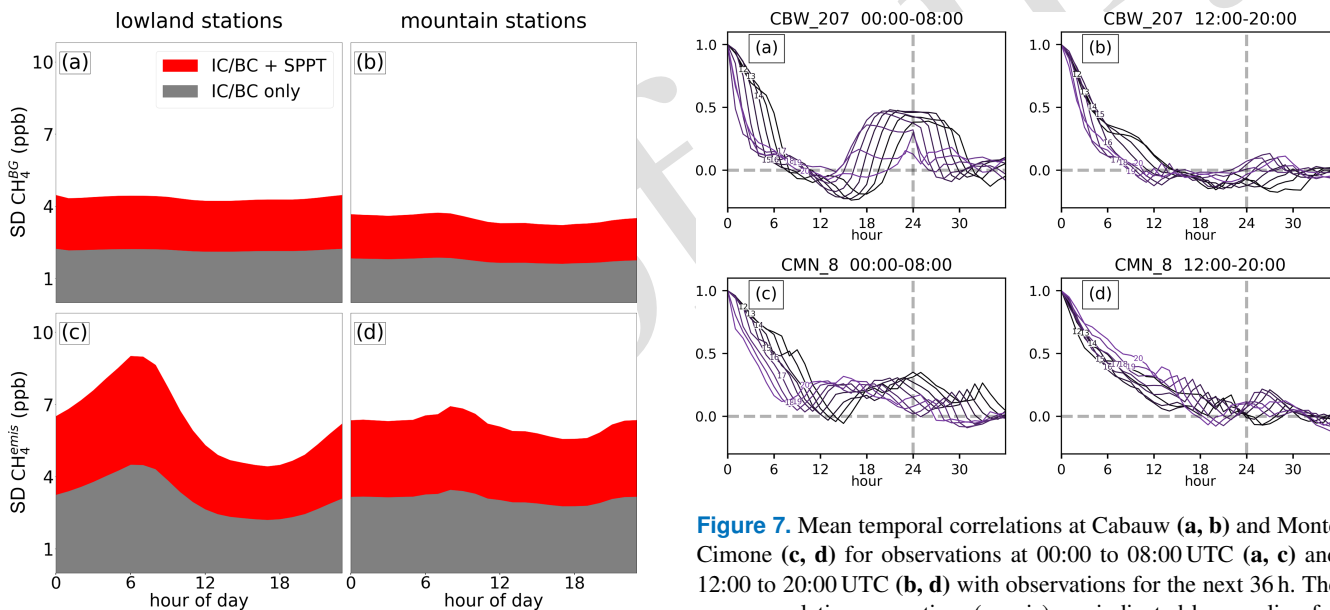 lowland stations
mountain stations
(a)
IC/BC + SPPT
IC/BC only
(b)
SD CH4^BG (ppb)
10
7
4
1
(c)
(d)
SD CH4^emis (ppb)
10
7
4
1
0 6 12 18
0 6 12 18
hour of day
hour of day
CBW_207 00:00-08:00
CBW_207 12:00-20:00
(a)
(b)
1.0
0.5
0.0
1.0
0.5
0.0
0 6 12 18 24 30
0 6 12 18 24 30
hour
hour
CMN_8 00:00-08:00
CMN_8 12:00-20:00
(c)
(d)
1.0
0.5
0.0
1.0
0.5
0.0
0 6 12 18 24 30
0 6 12 18 24 30
hour
hour
Figure 7. Mean temporal correlations at Cabauw (a, b) and Monte
Cimone (c, d) for observations at 00:00 to 08:00 UTC (a, c) and
12:00 to 20:00 UTC (b, d) with observations for the next 36 h. The